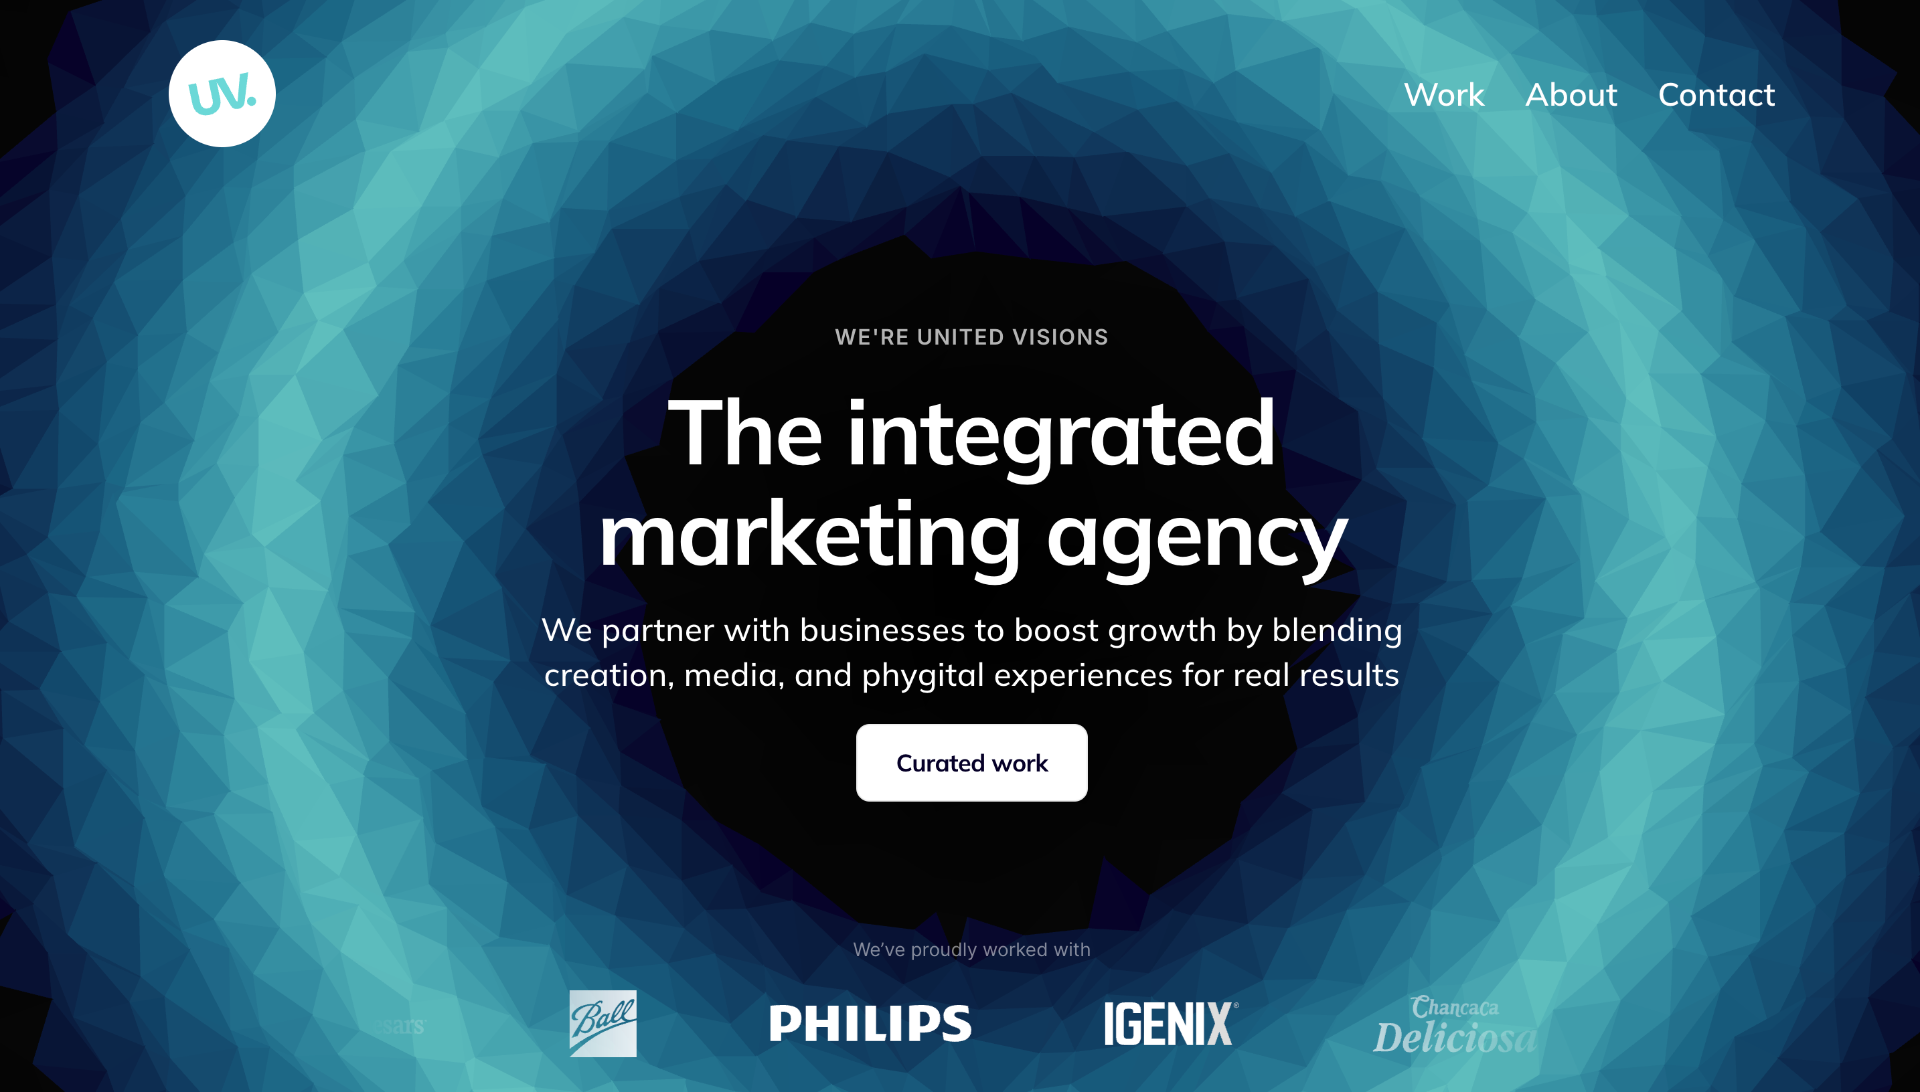 UV.
Work About Contact
WE'RE UNITED VISIONS
The integrated
marketing agency
We partner with businesses to boost growth by blending
creation, media, and phygital experiences for real results
Curated work
We've proudly worked with
Ball PHILIPS IGENIX® Chancaca
Deliciosa